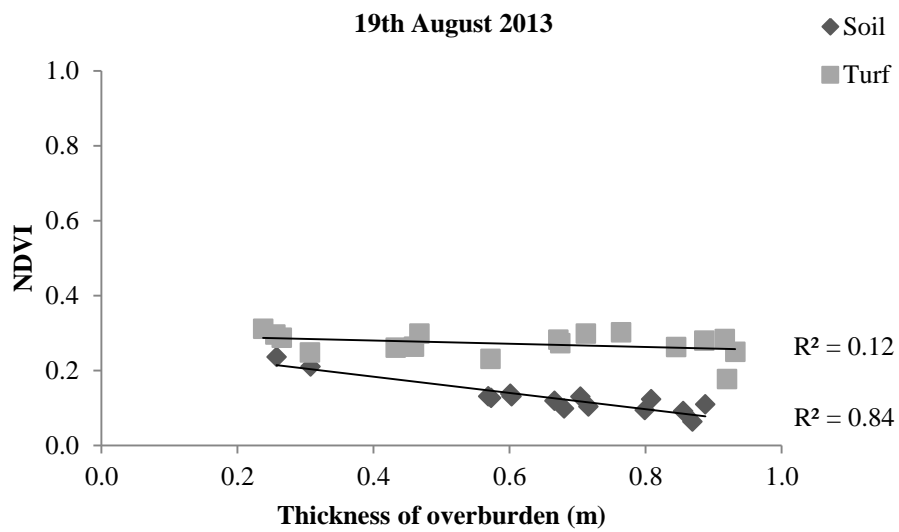 19th August 2013
Soil
Turf
1.0
0.8
0.6
0.4
0.2
0.0
NDVI
R² = 0.12
R² = 0.84
0.0 0.2 0.4 0.6 0.8 1.0
Thickness of overburden (m)